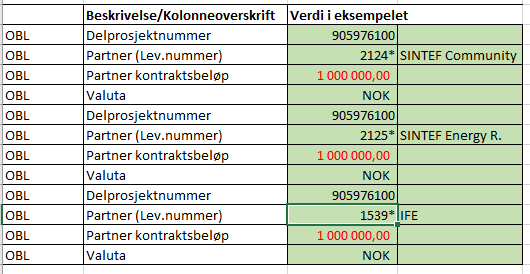 Beskrivelse/Kolonneoverskrift Verdi i eksempelet
OBL Delprosjektnummer 905976100
OBL Partner (Lev.nummer) 2124* SINTEF Community
OBL Partner kontraktsbeløp 1 000 000,00
OBL Valuta NOK
OBL Delprosjektnummer 905976100
OBL Partner (Lev.nummer) 2125* SINTEF Energy R.
OBL Partner kontraktsbeløp 1 000 000,00
OBL Valuta NOK
OBL Delprosjektnummer 905976100
OBL Partner (Lev.nummer) 1539* IFE
OBL Partner kontraktsbeløp 1 000 000,00
OBL Valuta NOK